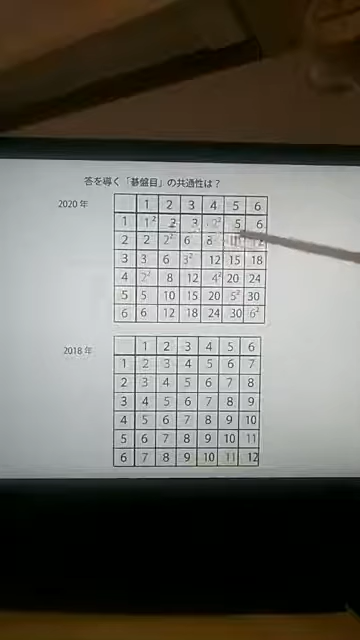 答を導く「碁盤目」の共通性は？
2020年
1 2 3 4 5 6
1 1² 2 3 2² 5 6
2 2 2² 6 8 12
3 3 6 3² 12 15 18
4 2² 8 12 4² 20 24
5 5 10 15 20 5² 30
6 6 12 18 24 30 6²
2018年
1 2 3 4 5 6
1 2 3 4 5 6 7
2 3 4 5 6 7 8
3 4 5 6 7 8 9
4 5 6 7 8 9 10
5 6 7 8 9 10 11
6 7 8 9 10 11 12